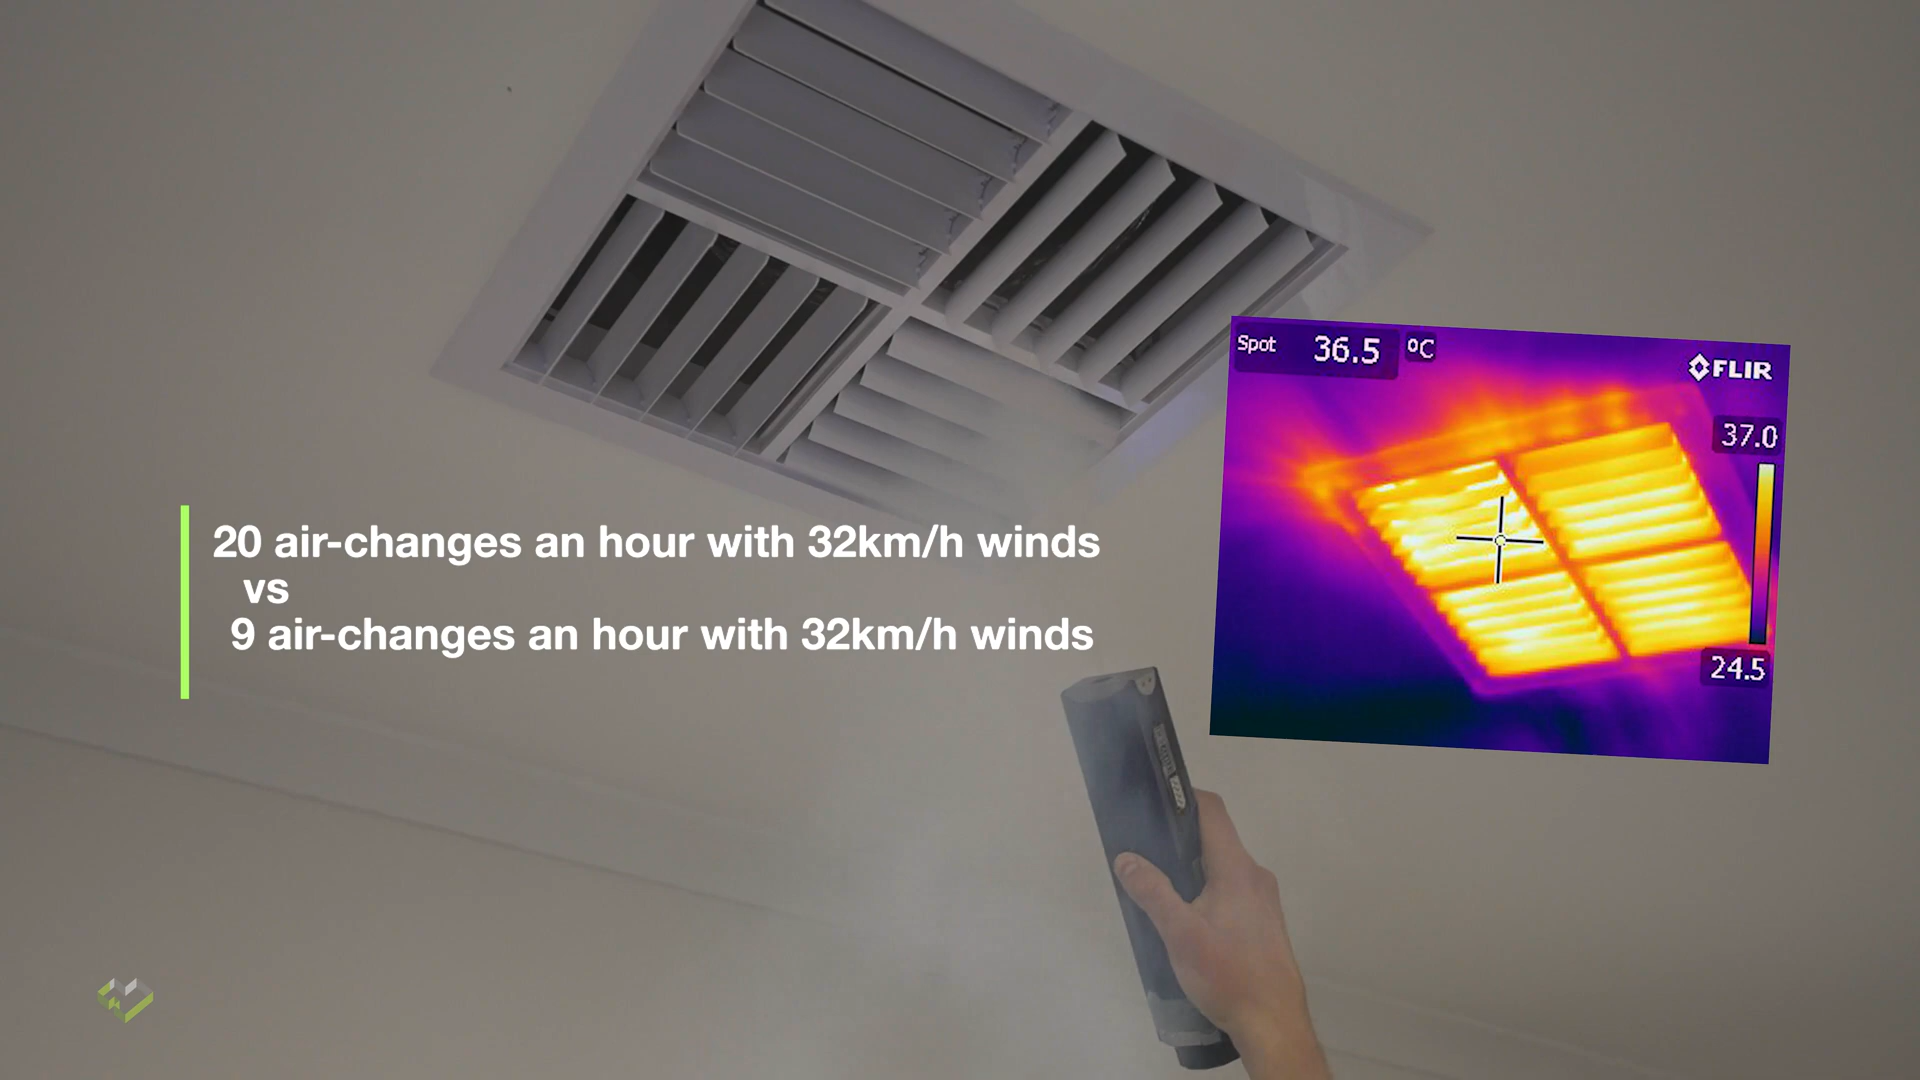 20 air-changes an hour with 32km/h winds
vs
9 air-changes an hour with 32km/h winds
Spot 36.5 °C
FLIR
37.0
24.5